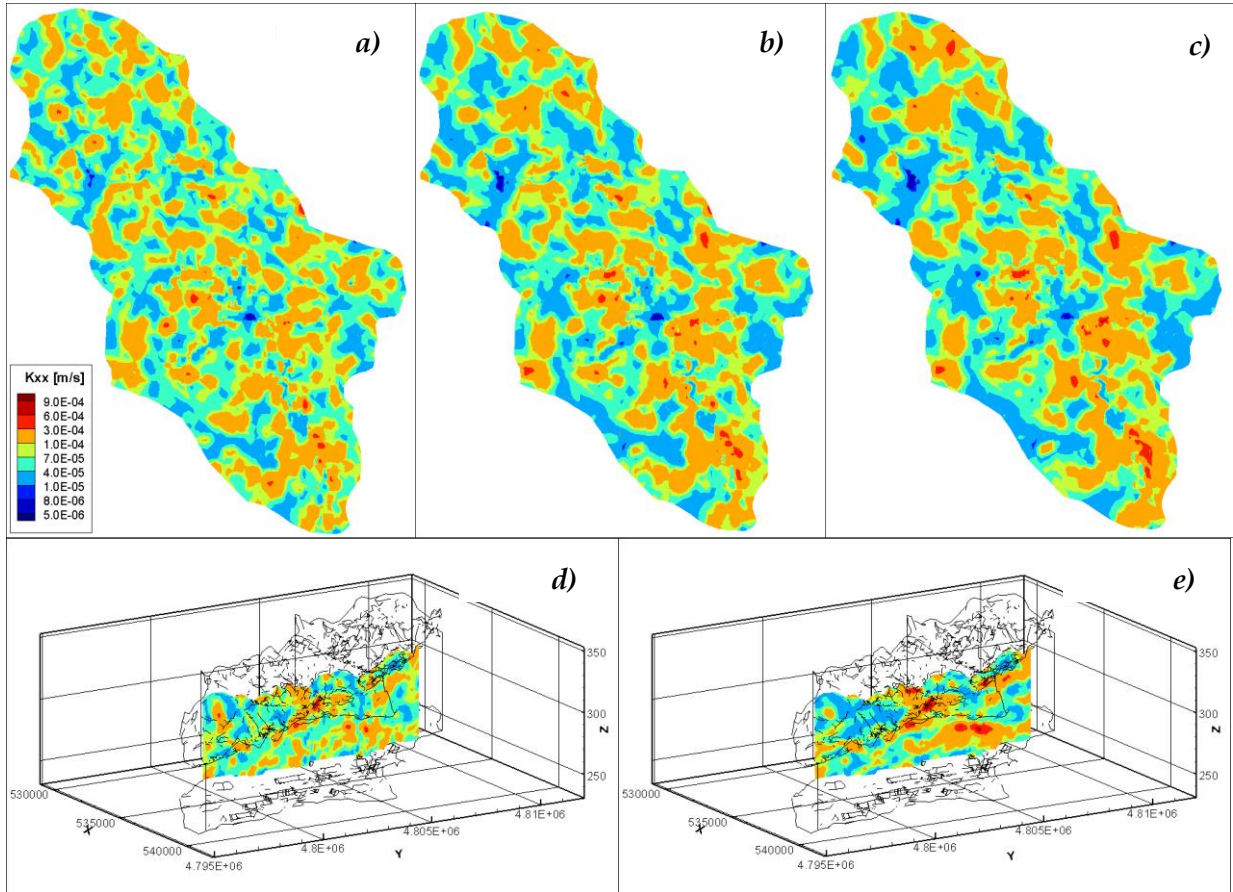 a)
b)
c)
Kxx [m/s]
9.0E-04
6.0E-04
3.0E-04
1.0E-04
7.0E-05
4.0E-05
1.0E-05
8.0E-06
5.0E-06
d)
350
300
Z
250
530000
535000
X
540000
4.795E+06
4.8E+06
Y
4.805E+06
4.81E+06
e)
350
300
Z
250
530000
535000
X
540000
4.795E+06
4.8E+06
Y
4.805E+06
4.81E+06